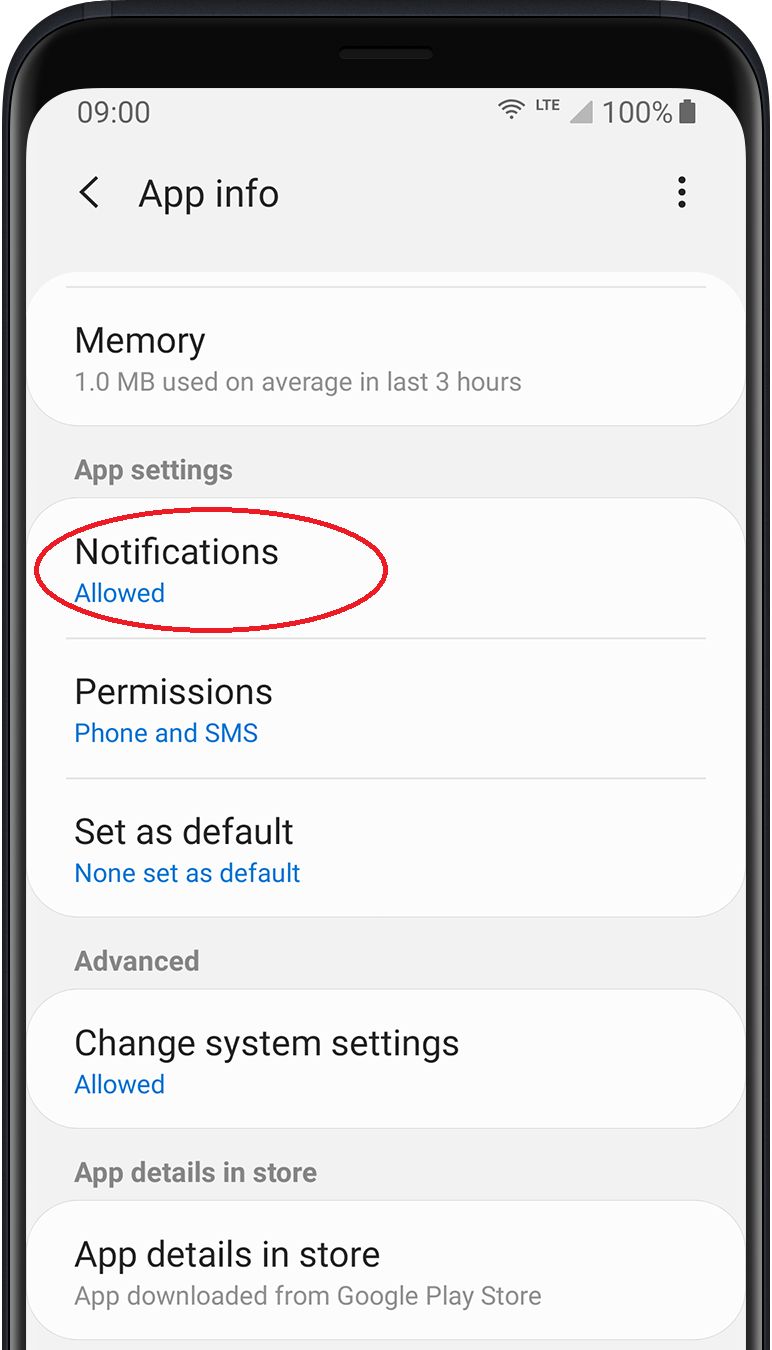 09:00 LTE 100%
App info
Memory
1.0 MB used on average in last 3 hours
App settings
Notifications
Allowed
Permissions
Phone and SMS
Set as default
None set as default
Advanced
Change system settings
Allowed
App details in store
App details in store
App downloaded from Google Play Store